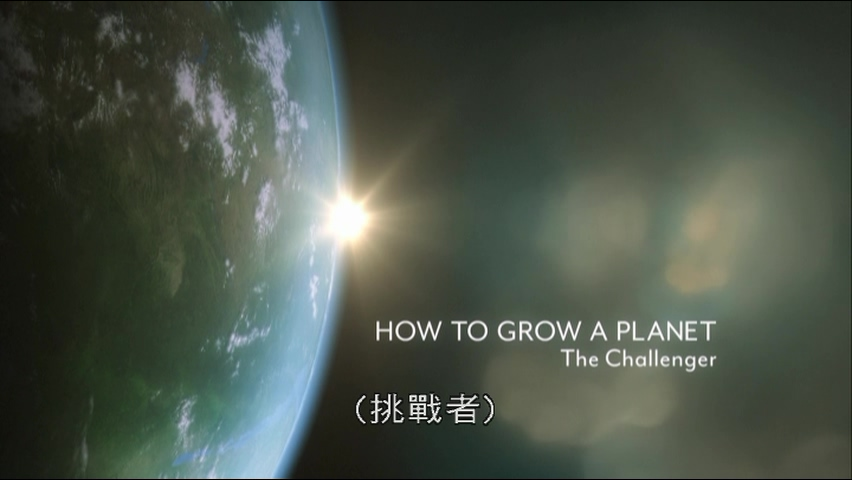 HOW TO GROW A PLANET
The Challenger
（挑戰者）